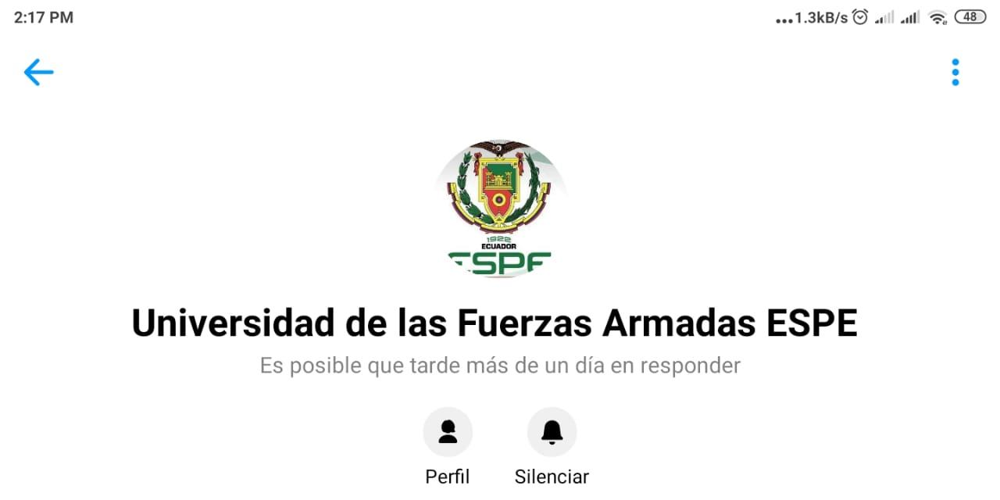 2:17 PM
...1.3kB/s 48
1922
ECUADOR
ESPE
Universidad de las Fuerzas Armadas ESPE
Es posible que tarde más de un día en responder
Perfil Silenciar